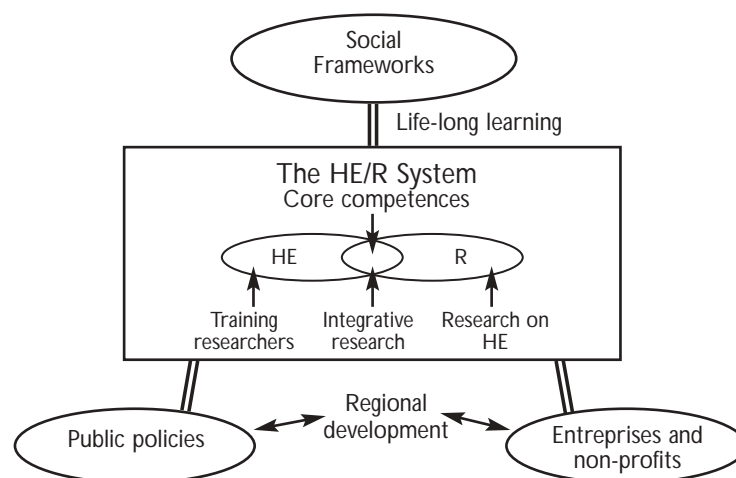 Social
Frameworks
Life-long learning
The HE/R System
Core competences
HE
R
Training
researchers
Integrative
research
Research on
HE
Public policies
Regional
development
Entreprises and
non-profits